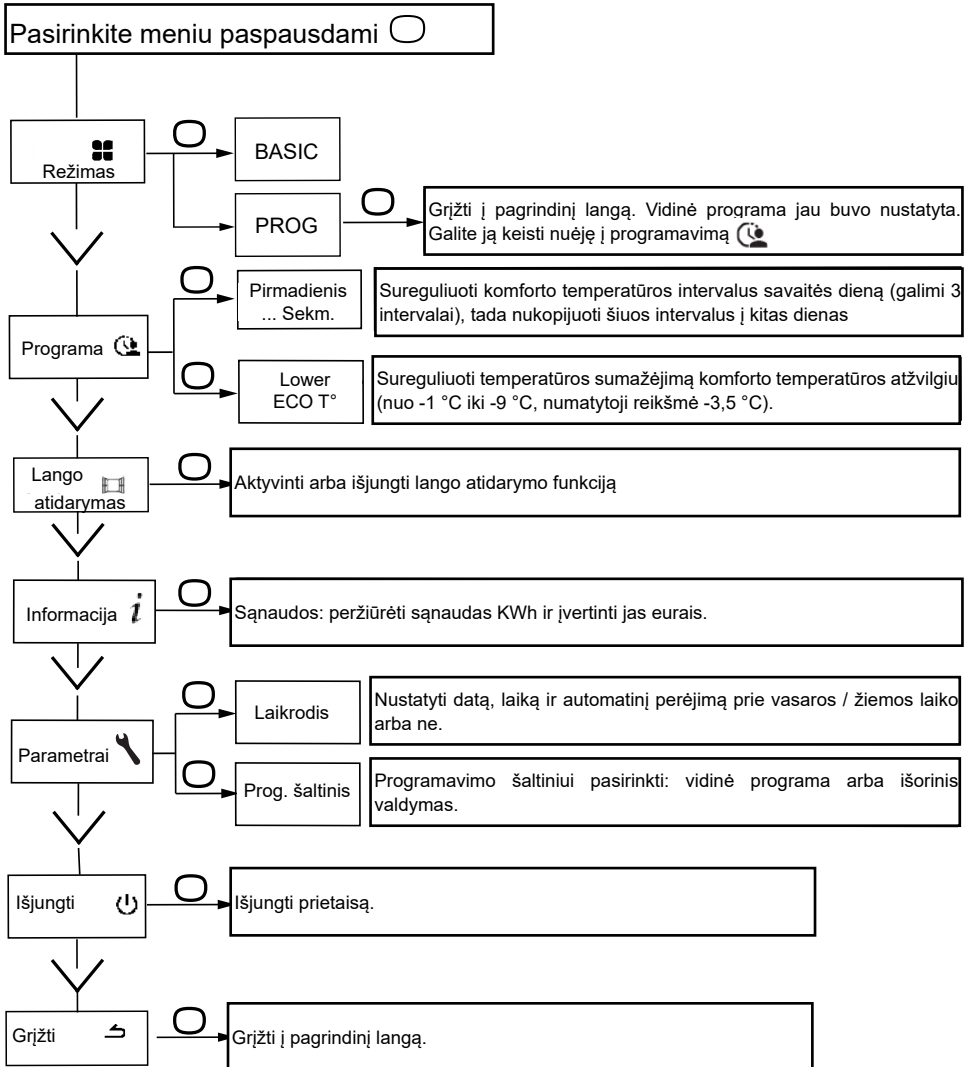 Pasirinkite meniu paspausdami
Režimas
BASIC
PROG
Grįžti į pagrindinį langą. Vidinė programa jau buvo nustatyta.
Galite ją keisti nuėję į programavimą
Programa
Pirmadienis
... Sekm.
Sureguliuoti komforto temperatūros intervalus savaitės dieną (galimi 3
intervalai), tada nukopijuoti šiuos intervalus į kitas dienas
Lower
ECO T°
Sureguliuoti temperatūros sumažėjimą komforto temperatūros atžvilgiu
(nuo -1 °C iki -9 °C, numatytoji reikšmė -3,5 °C).
Lango
atidarymas
Aktyvinti arba išjungti lango atidarymo funkciją
Informacija
Sąnaudos: peržiūrėti sąnaudas KWh ir įvertinti jas eurais.
Parametrai
Laikrodis
Nustatyti datą, laiką ir automatinį perėjimą prie vasaros / žiemos laiko
arba ne.
Prog. šaltinis
Programavimo šaltiniui pasirinkti: vidinė programa arba išorinis
valdymas.
Išjungti
Išjungti prietaisą.
Grįžti
Grįžti į pagrindinį langą.